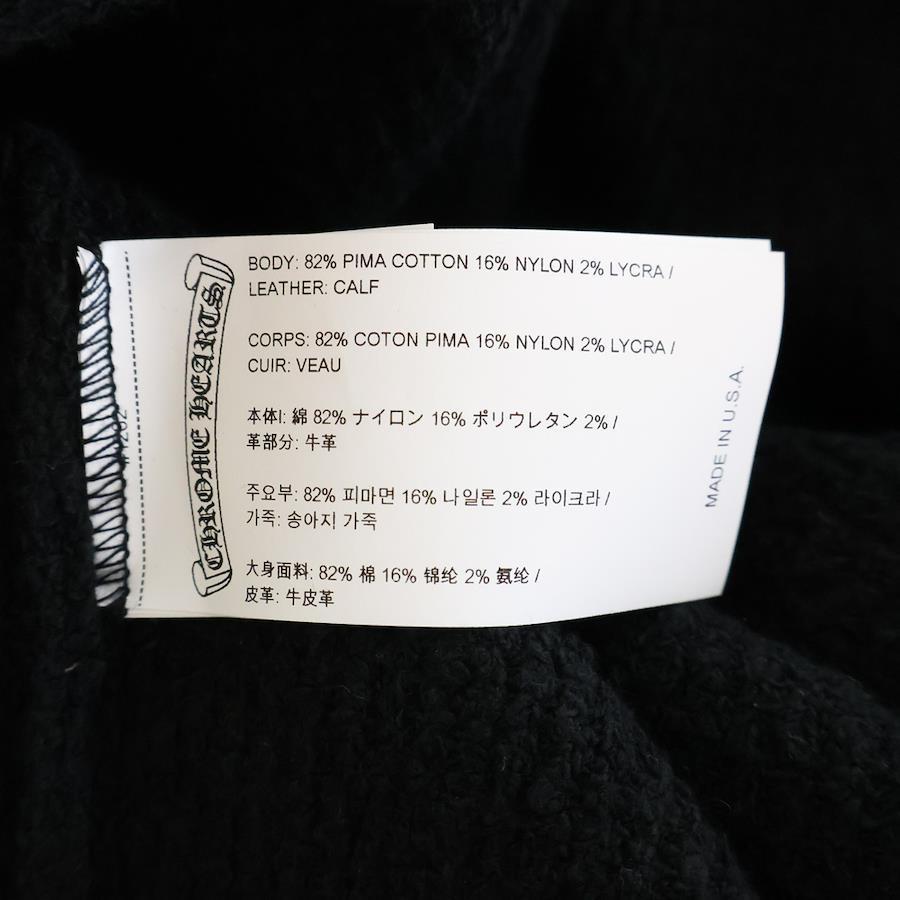 CHROME HEARTS
BODY: 82% PIMA COTTON 16% NYLON 2% LYCRA /
LEATHER: CALF
CORPS: 82% COTON PIMA 16% NYLON 2% LYCRA /
CUIR: VEAU
本体I: 綿 82% ナイロン 16% ポリウレタン 2% /
革部分: 牛革
주요부: 82% 피마면 16% 나일론 2% 라이크라 /
가죽: 송아지 가죽
大身面料: 82% 棉 16% 锦纶 2% 氨纶 /
皮革: 牛皮革
MADE IN U.S.A.